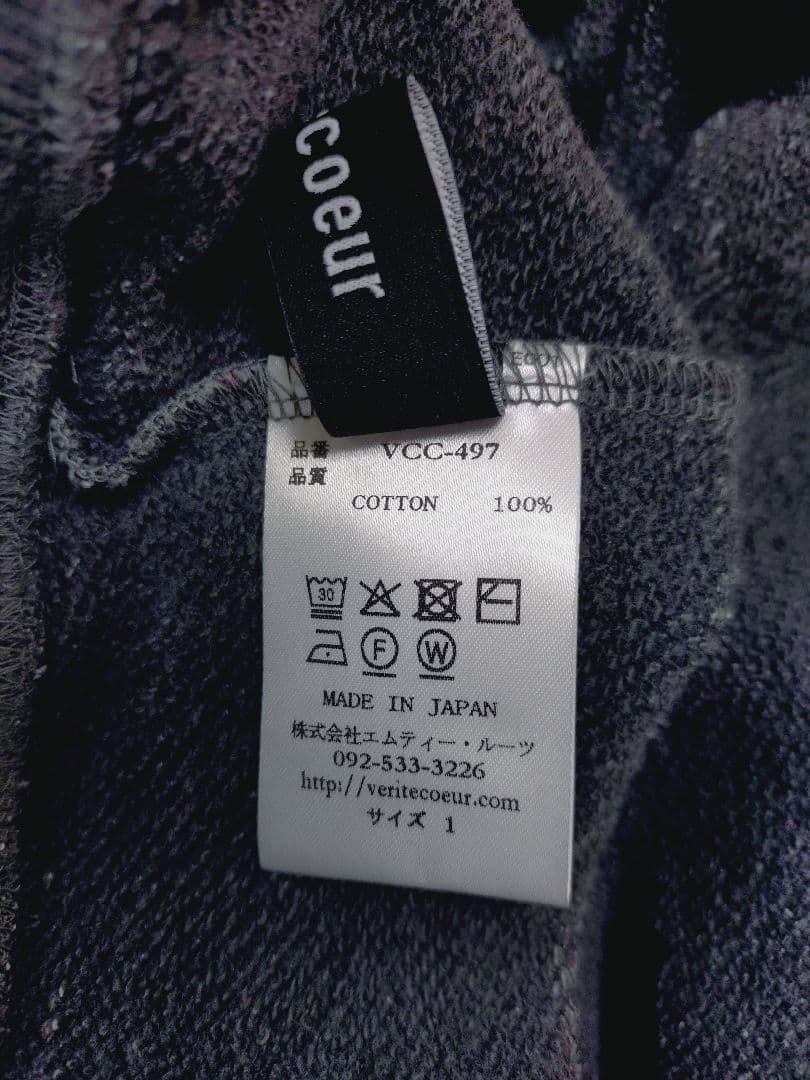 coeur
品番 VCC-497
品質
COTTON 100%
30
F W
MADE IN JAPAN
株式会社エムティー・ルーツ
092-533-3226
http://veritecoeur.com
サイズ 1